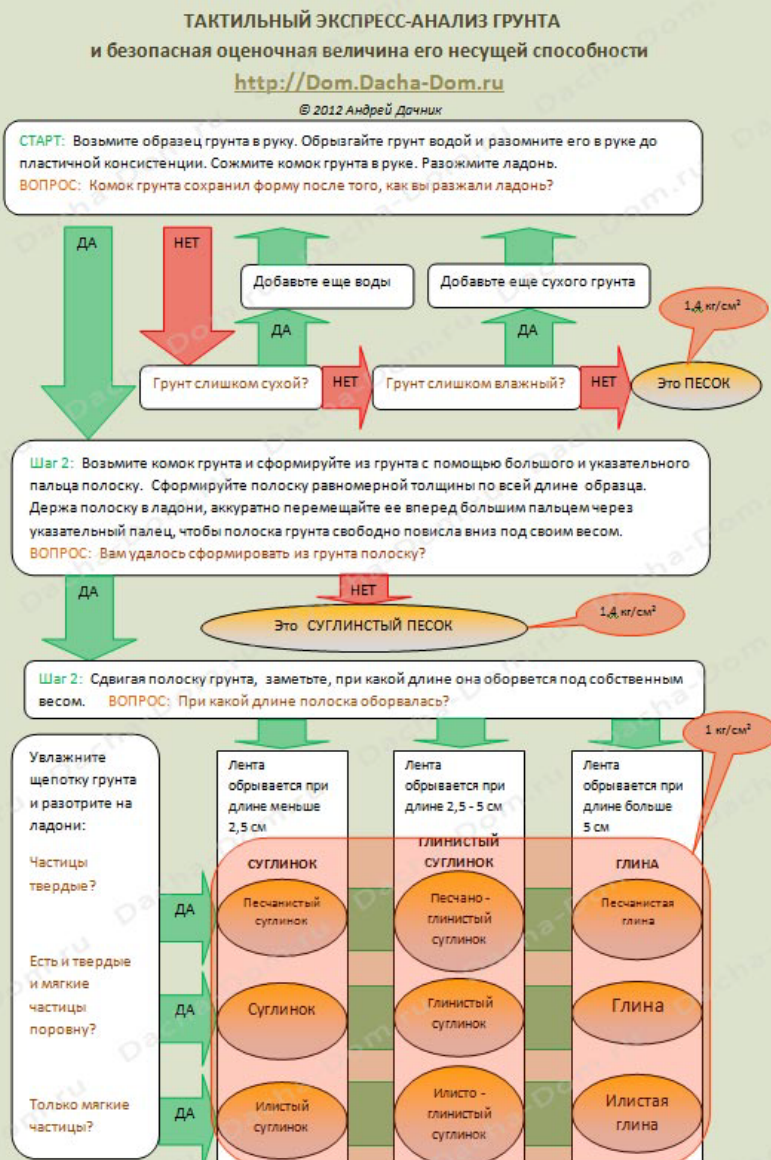 ТАКТИЛЬНЫЙ ЭКСПРЕСС-АНАЛИЗ ГРУНТА
и безопасная оценочная величина его несущей способности
http://Dom.Dacha-Dom.ru
© 2012 Андрей Дачник
СТАРТ: Возьмите образец грунта в руку. Обрызгайте грунт водой и разомните его в руке до
пластичной консистенции. Сожмите комок грунта в руке. Разожмите ладонь.
ВОПРОС: Комок грунта сохранил форму после того, как вы разжали ладонь?
ДА
НЕТ
Добавьте еще воды
Добавьте еще сухого грунта
1,4 кг/см²
ДА
ДА
Грунт слишком сухой?
НЕТ
Грунт слишком влажный?
НЕТ
Это ПЕСОК
Шаг 2: Возьмите комок грунта и сформируйте из грунта с помощью большого и указательного
пальца полоску. Сформируйте полоску равномерной толщины по всей длине образца.
Держа полоску в ладони, аккуратно перемещайте ее вперед большим пальцем через
указательный палец, чтобы полоска грунта свободно повисла вниз под своим весом.
ВОПРОС: Вам удалось сформировать из грунта полоску?
ДА
НЕТ
Это СУГЛИНСТЫЙ ПЕСОК
1,4 кг/см²
Шаг 2: Сдвигая полоску грунта, заметьте, при какой длине она оборвется под собственным
весом. ВОПРОС: При какой длине полоска оборвалась?
1 кг/см²
Увлажните
щепотку грунта
и разотрите на
ладони:
Лента
обрывается при
длине меньше
2,5 см
Лента
обрывается при
длине 2,5 - 5 см
Лента
обрывается при
длине больше
5 см
СУГЛИНОК
ГЛИНИСТЫЙ
СУГЛИНОК
ГЛИНА
Частицы
твердые?
ДА
Песчанистый
суглинок
Песчано -
глинистый
суглинок
Песчанистая
глина
Есть и твердые
и мягкие
частицы
поровну?
ДА
Суглинок
Глинистый
суглинок
Глина
Только мягкие
частицы?
ДА
Илистый
суглинок
Илисто -
глинистый
суглинок
Илистая
глина
Dacha-Dom.ru